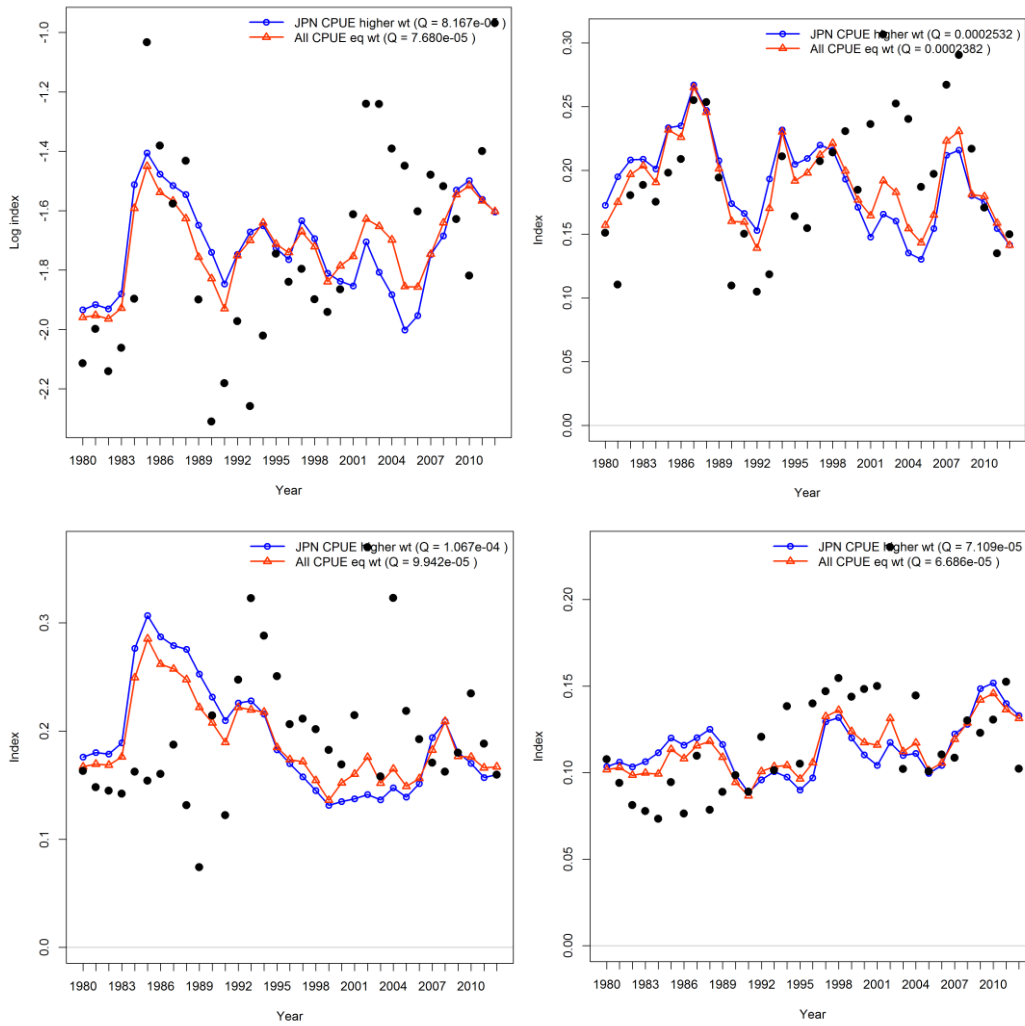 JPN CPUE higher wt (Q = 8.167e-05 )
All CPUE eq wt (Q = 7.680e-05 )
Log index
-1.0
-1.2
-1.4
-1.6
-1.8
-2.0
-2.2
1980 1983 1986 1989 1992 1995 1998 2001 2004 2007 2010
Year
JPN CPUE higher wt (Q = 0.0002532 )
All CPUE eq wt (Q = 0.0002382 )
Index
0.30
0.25
0.20
0.15
0.10
0.05
0.00
1980 1983 1986 1989 1992 1995 1998 2001 2004 2007 2010
Year
JPN CPUE higher wt (Q = 1.067e-04 )
All CPUE eq wt (Q = 9.942e-05 )
Index
0.3
0.2
0.1
0.0
1980 1983 1986 1989 1992 1995 1998 2001 2004 2007 2010
Year
JPN CPUE higher wt (Q = 7.109e-05
All CPUE eq wt (Q = 6.686e-05 )
Index
0.20
0.15
0.10
0.05
0.00
1980 1983 1986 1989 1992 1995 1998 2001 2004 2007 2010
Year